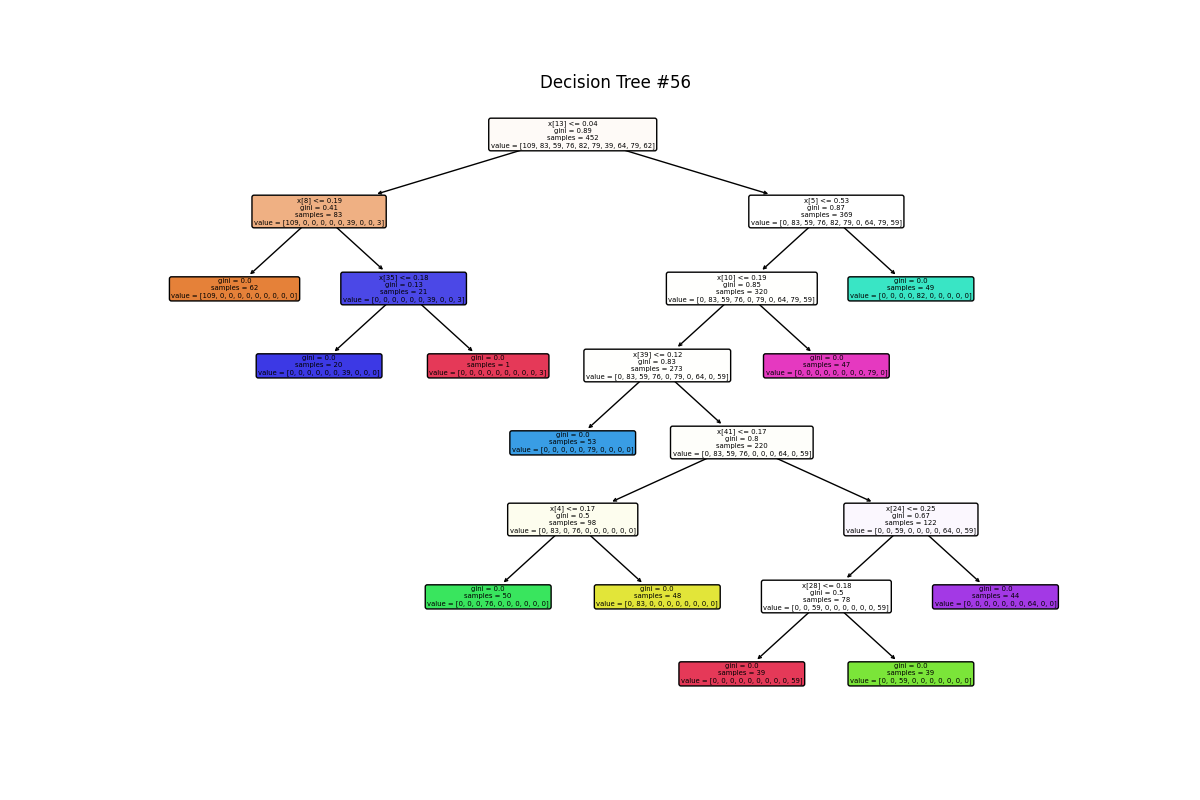 Decision Tree #56
x[13] <= 0.04
gini = 0.89
samples = 452
value = [109, 83, 59, 76, 82, 79, 39, 64, 79, 62]
x[8] <= 0.19
gini = 0.41
samples = 83
value = [109, 0, 0, 0, 0, 0, 39, 0, 0, 3]
x[5] <= 0.53
gini = 0.87
samples = 369
value = [0, 83, 59, 76, 82, 79, 0, 64, 79, 59]
gini = 0.0
samples = 62
value = [109, 0, 0, 0, 0, 0, 0, 0, 0, 0]
x[35] <= 0.18
gini = 0.13
samples = 21
value = [0, 0, 0, 0, 0, 0, 39, 0, 0, 3]
x[10] <= 0.19
gini = 0.85
samples = 320
value = [0, 83, 59, 76, 0, 79, 0, 64, 79, 59]
gini = 0.0
samples = 49
value = [0, 0, 0, 0, 82, 0, 0, 0, 0, 0]
gini = 0.0
samples = 20
value = [0, 0, 0, 0, 0, 0, 39, 0, 0, 0]
gini = 0.0
samples = 1
value = [0, 0, 0, 0, 0, 0, 0, 0, 0, 3]
x[39] <= 0.12
gini = 0.83
samples = 273
value = [0, 83, 59, 76, 0, 79, 0, 64, 0, 59]
gini = 0.0
samples = 47
value = [0, 0, 0, 0, 0, 0, 0, 0, 79, 0]
gini = 0.0
samples = 53
value = [0, 0, 0, 0, 0, 79, 0, 0, 0, 0]
x[41] <= 0.17
gini = 0.8
samples = 220
value = [0, 83, 59, 76, 0, 0, 0, 64, 0, 59]
x[4] <= 0.17
gini = 0.5
samples = 98
value = [0, 83, 0, 76, 0, 0, 0, 0, 0, 0]
x[24] <= 0.25
gini = 0.67
samples = 122
value = [0, 0, 59, 0, 0, 0, 0, 64, 0, 59]
gini = 0.0
samples = 50
value = [0, 0, 0, 76, 0, 0, 0, 0, 0, 0]
gini = 0.0
samples = 48
value = [0, 83, 0, 0, 0, 0, 0, 0, 0, 0]
x[28] <= 0.18
gini = 0.5
samples = 78
value = [0, 0, 59, 0, 0, 0, 0, 0, 0, 59]
gini = 0.0
samples = 44
value = [0, 0, 0, 0, 0, 0, 0, 64, 0, 0]
gini = 0.0
samples = 39
value = [0, 0, 0, 0, 0, 0, 0, 0, 0, 59]
gini = 0.0
samples = 39
value = [0, 0, 59, 0, 0, 0, 0, 0, 0, 0]